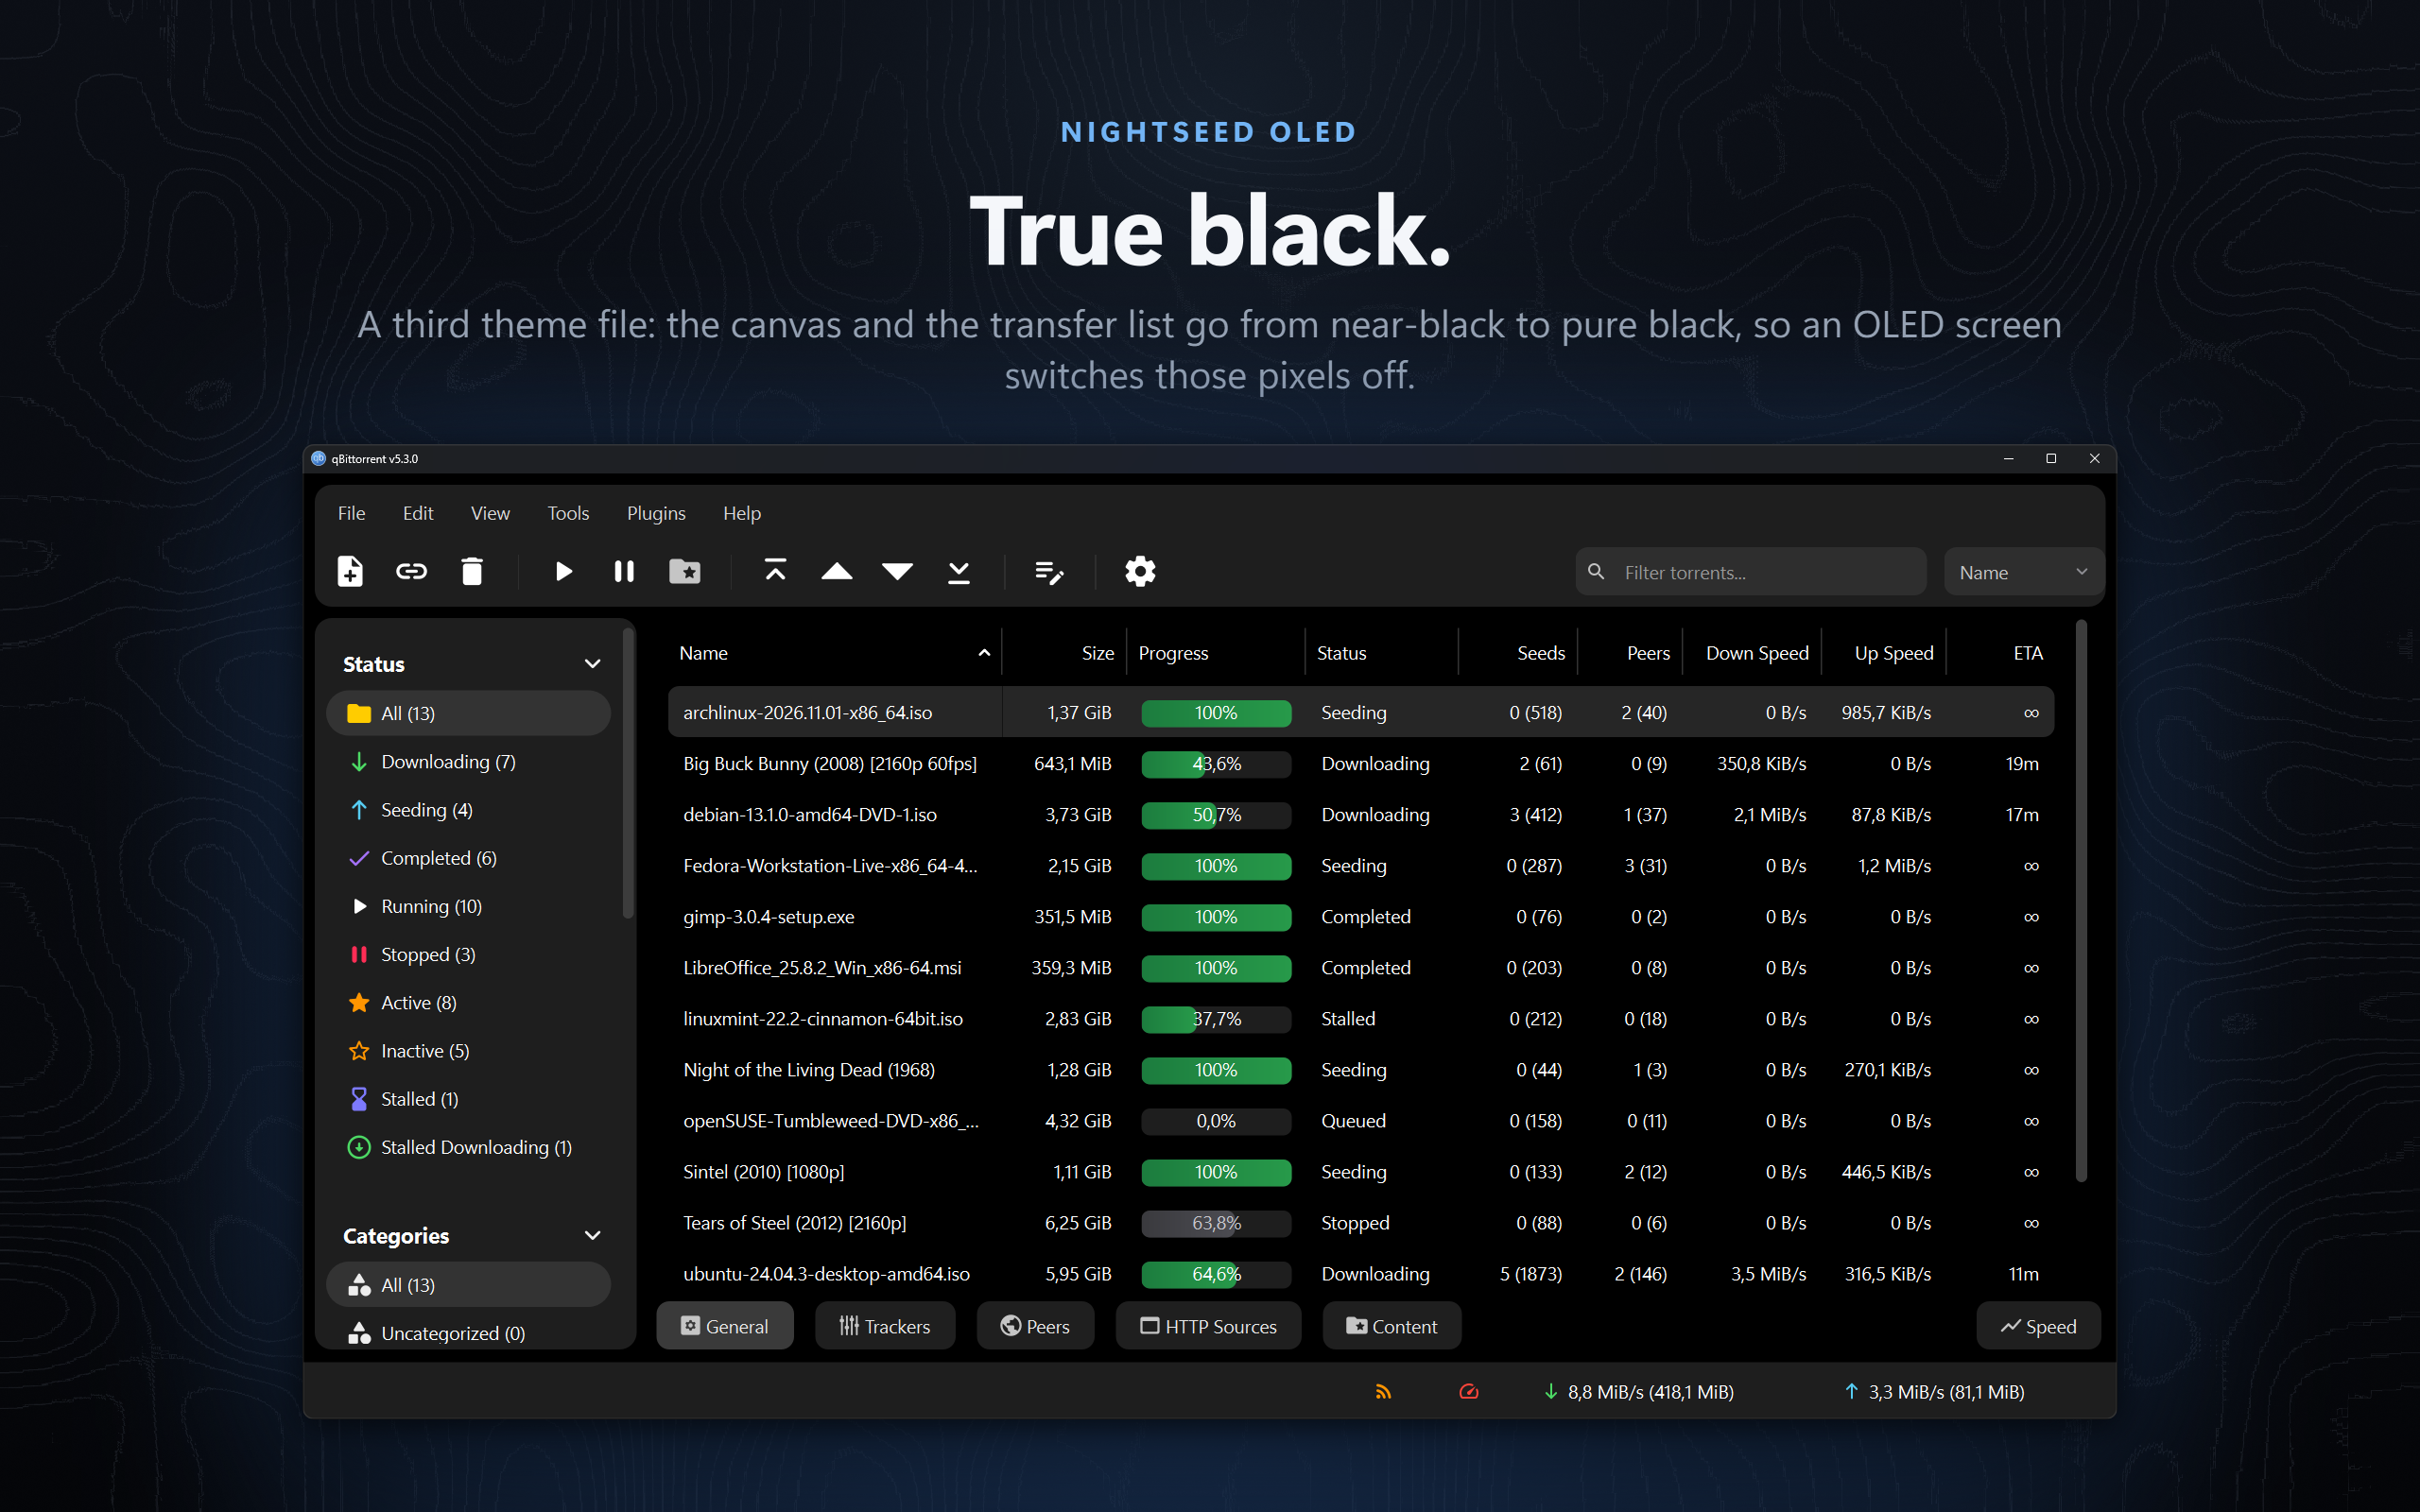 NIGHTSEED OLED
True black.
A third theme file: the canvas and the transfer list go from near-black to pure black, so an OLED screen
switches those pixels off.
qBittorrent v5.3.0
File Edit View Tools Plugins Help
Filter torrents... Name
Status
All (13)
Downloading (7)
Seeding (4)
Completed (6)
Running (10)
Stopped (3)
Active (8)
Inactive (5)
Stalled (1)
Stalled Downloading (1)
Categories
All (13)
Uncategorized (0)
Name Size Progress Status Seeds Peers Down Speed Up Speed ETA
archlinux-2026.11.01-x86_64.iso 1,37 GiB 100% Seeding 0 (518) 2 (40) 0 B/s 985,7 KiB/s ∞
Big Buck Bunny (2008) [2160p 60fps] 643,1 MiB 43,6% Downloading 2 (61) 0 (9) 350,8 KiB/s 0 B/s 19m
debian-13.1.0-amd64-DVD-1.iso 3,73 GiB 50,7% Downloading 3 (412) 1 (37) 2,1 MiB/s 87,8 KiB/s 17m
Fedora-Workstation-Live-x86_64-4... 2,15 GiB 100% Seeding 0 (287) 3 (31) 0 B/s 1,2 MiB/s ∞
gimp-3.0.4-setup.exe 351,5 MiB 100% Completed 0 (76) 0 (2) 0 B/s 0 B/s ∞
LibreOffice_25.8.2_Win_x86-64.msi 359,3 MiB 100% Completed 0 (203) 0 (8) 0 B/s 0 B/s ∞
linuxmint-22.2-cinnamon-64bit.iso 2,83 GiB 37,7% Stalled 0 (212) 0 (18) 0 B/s 0 B/s ∞
Night of the Living Dead (1968) 1,28 GiB 100% Seeding 0 (44) 1 (3) 0 B/s 270,1 KiB/s ∞
openSUSE-Tumbleweed-DVD-x86_... 4,32 GiB 0,0% Queued 0 (158) 0 (11) 0 B/s 0 B/s ∞
Sintel (2010) [1080p] 1,11 GiB 100% Seeding 0 (133) 2 (12) 0 B/s 446,5 KiB/s ∞
Tears of Steel (2012) [2160p] 6,25 GiB 63,8% Stopped 0 (88) 0 (6) 0 B/s 0 B/s ∞
ubuntu-24.04.3-desktop-amd64.iso 5,95 GiB 64,6% Downloading 5 (1873) 2 (146) 3,5 MiB/s 316,5 KiB/s 11m
General Trackers Peers HTTP Sources Content Speed
8,8 MiB/s (418,1 MiB) 3,3 MiB/s (81,1 MiB)